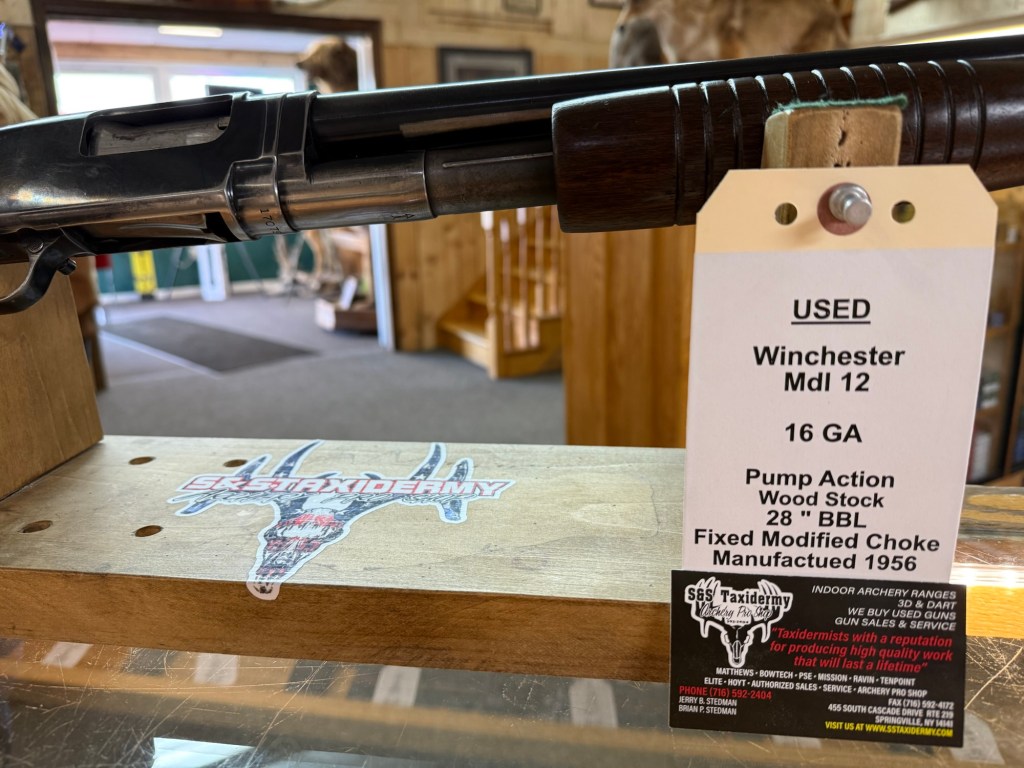 USED
Winchester
Mdl 12
16 GA
Pump Action
Wood Stock
28 " BBL
Fixed Modified Choke
Manufactued 1956
S&S Taxidermy
Archery Pro Shop
INDOOR ARCHERY RANGES
3D & DART
WE BUY USED GUNS
GUN SALES & SERVICE
"Taxidermists with a reputation
for producing high quality work
that will last a lifetime"
MATTHEWS • BOWTECH • PSE • MISSION • RAVIN • TENPOINT
ELITE • HOYT • AUTHORIZED SALES • SERVICE • ARCHERY PRO SHOP
PHONE (716) 592-2404
JERRY B. STEDMAN
BRIAN P. STEDMAN
FAX (716) 592-4172
455 SOUTH CASCADE DRIVE RTE 219
SPRINGVILLE, NY 14141
VISIT US AT WWW.SSTAXIDERMY.COM
S&S TAXIDERMY